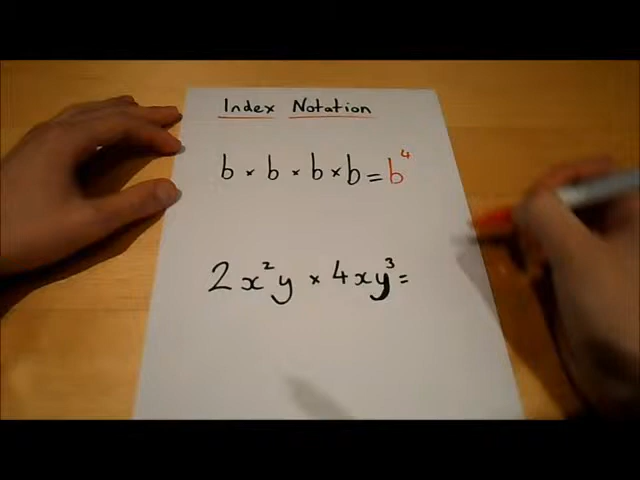 Index Notation
b × b × b × b = b⁴
2x²y × 4xy³ =